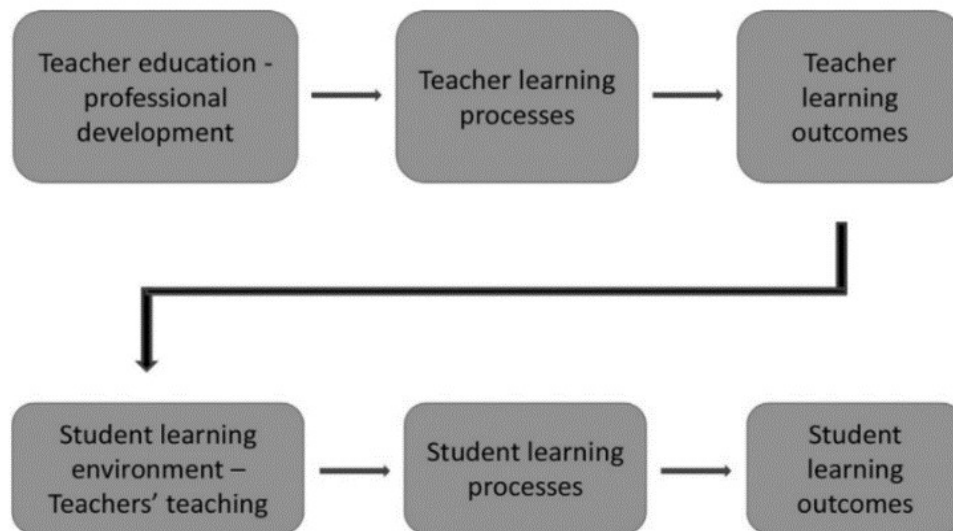 Teacher education -
professional
development
Teacher learning
processes
Teacher
learning
outcomes
Student learning
environment –
Teachers’ teaching
Student learning
processes
Student
learning
outcomes